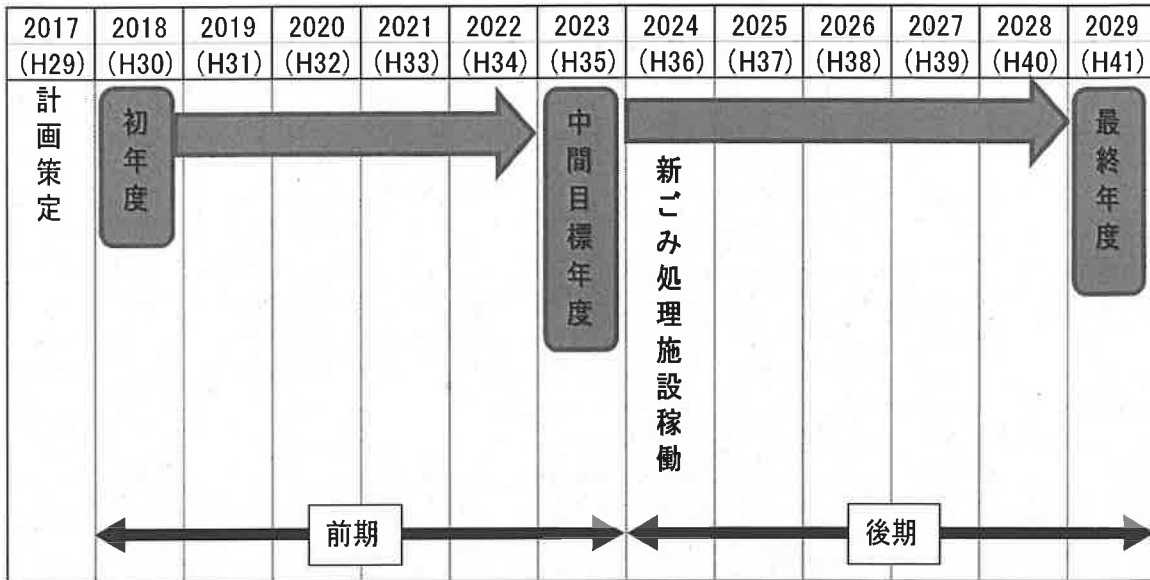 2017 2018 2019 2020 2021 2022 2023 2024 2025 2026 2027 2028 2029
(H29) (H30) (H31) (H32) (H33) (H34) (H35) (H36) (H37) (H38) (H39) (H40) (H41)
計画策定
初年度
中間目標年度
新ごみ処理施設稼働
最終年度
前期
後期